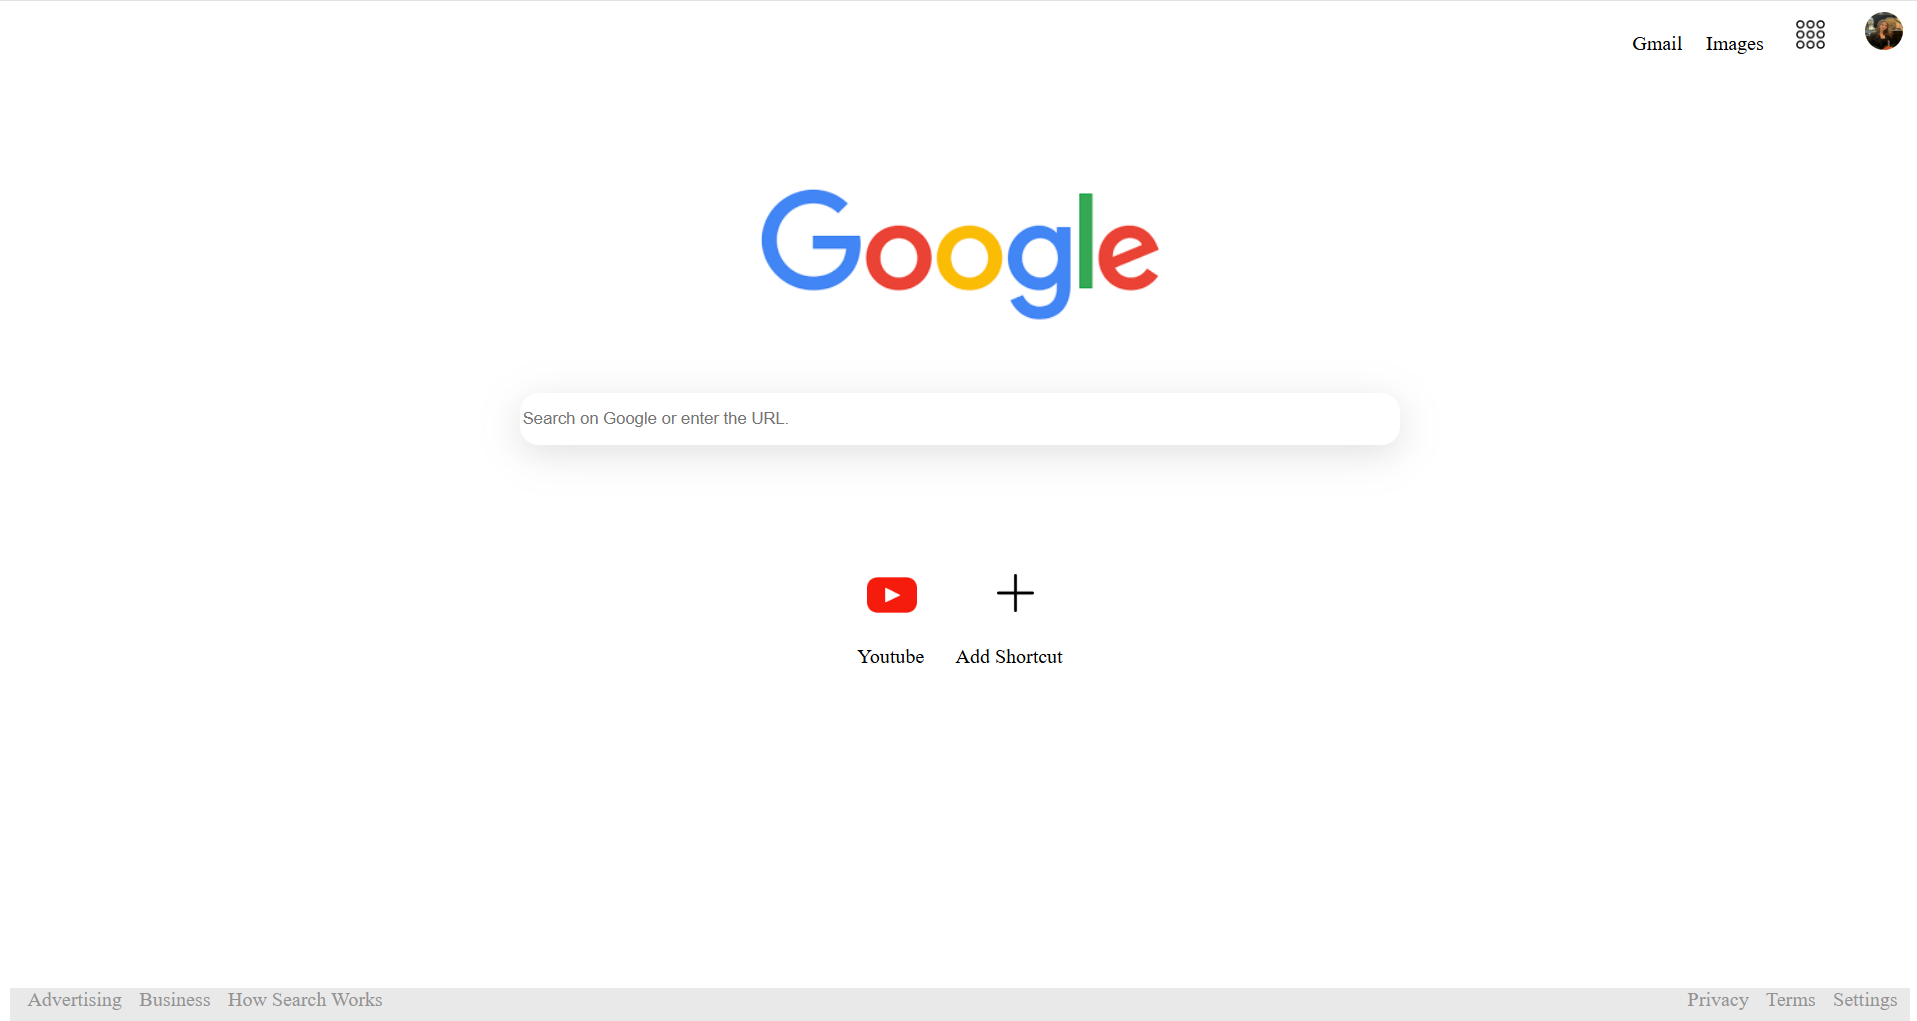 Gmail Images
Google
Search on Google or enter the URL.
Youtube Add Shortcut
Advertising Business How Search Works Privacy Terms Settings